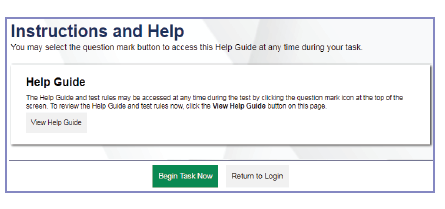 Instructions and Help
You may select the question mark button to access this Help Guide at any time during your task.
Help Guide
The Help Guide and test rules may be accessed at any time during the test by clicking the question mark icon at the top of the
screen. To review the Help Guide and test rules now, click the View Help Guide button on this page.
View Help Guide
Begin Task Now
Return to Login